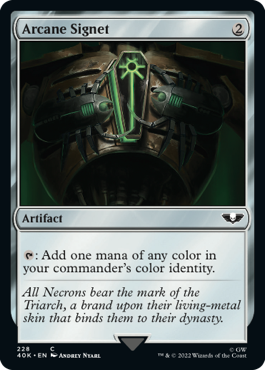 Arcane Signet 2
Artifact
: Add one mana of any color in
your commander's color identity.
All Necrons bear the mark of the
Triarch, a brand upon their living-metal
skin that binds them to their dynasty.
228 C
40K • EN Andrey Nyarl
© GW
™ & © 2022 Wizards of the Coast